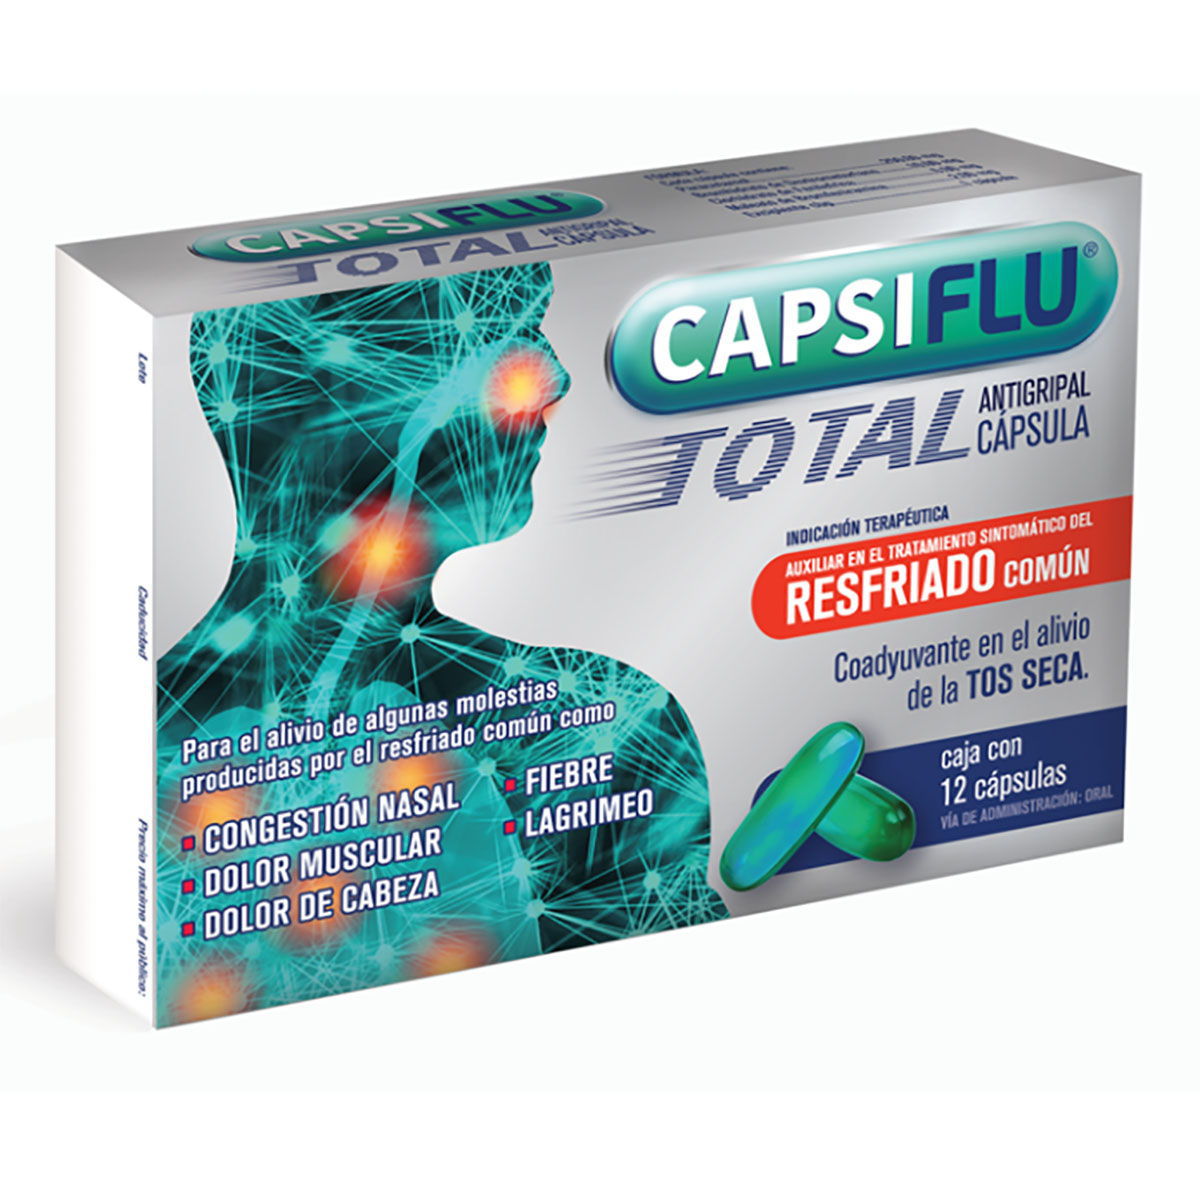 CAPSIFLU
TOTAL
ANTIGRIPAL
CÁPSULA
CAPSIFLU®
TOTAL
ANTIGRIPAL
CÁPSULA
INDICACIÓN TERAPÉUTICA
AUXILIAR EN EL TRATAMIENTO SINTOMÁTICO DEL
RESFRIADO COMÚN
Coadyuvante en el alivio
de la TOS SECA.
caja con
12 cápsulas
VÍA DE ADMINISTRACIÓN: ORAL
Para el alivio de algunas molestias
producidas por el resfriado común como
▪ CONGESTIÓN NASAL
▪ DOLOR MUSCULAR
▪ DOLOR DE CABEZA
▪ FIEBRE
▪ LAGRIMEO
Lote
Caducidad
Precio máximo al público: